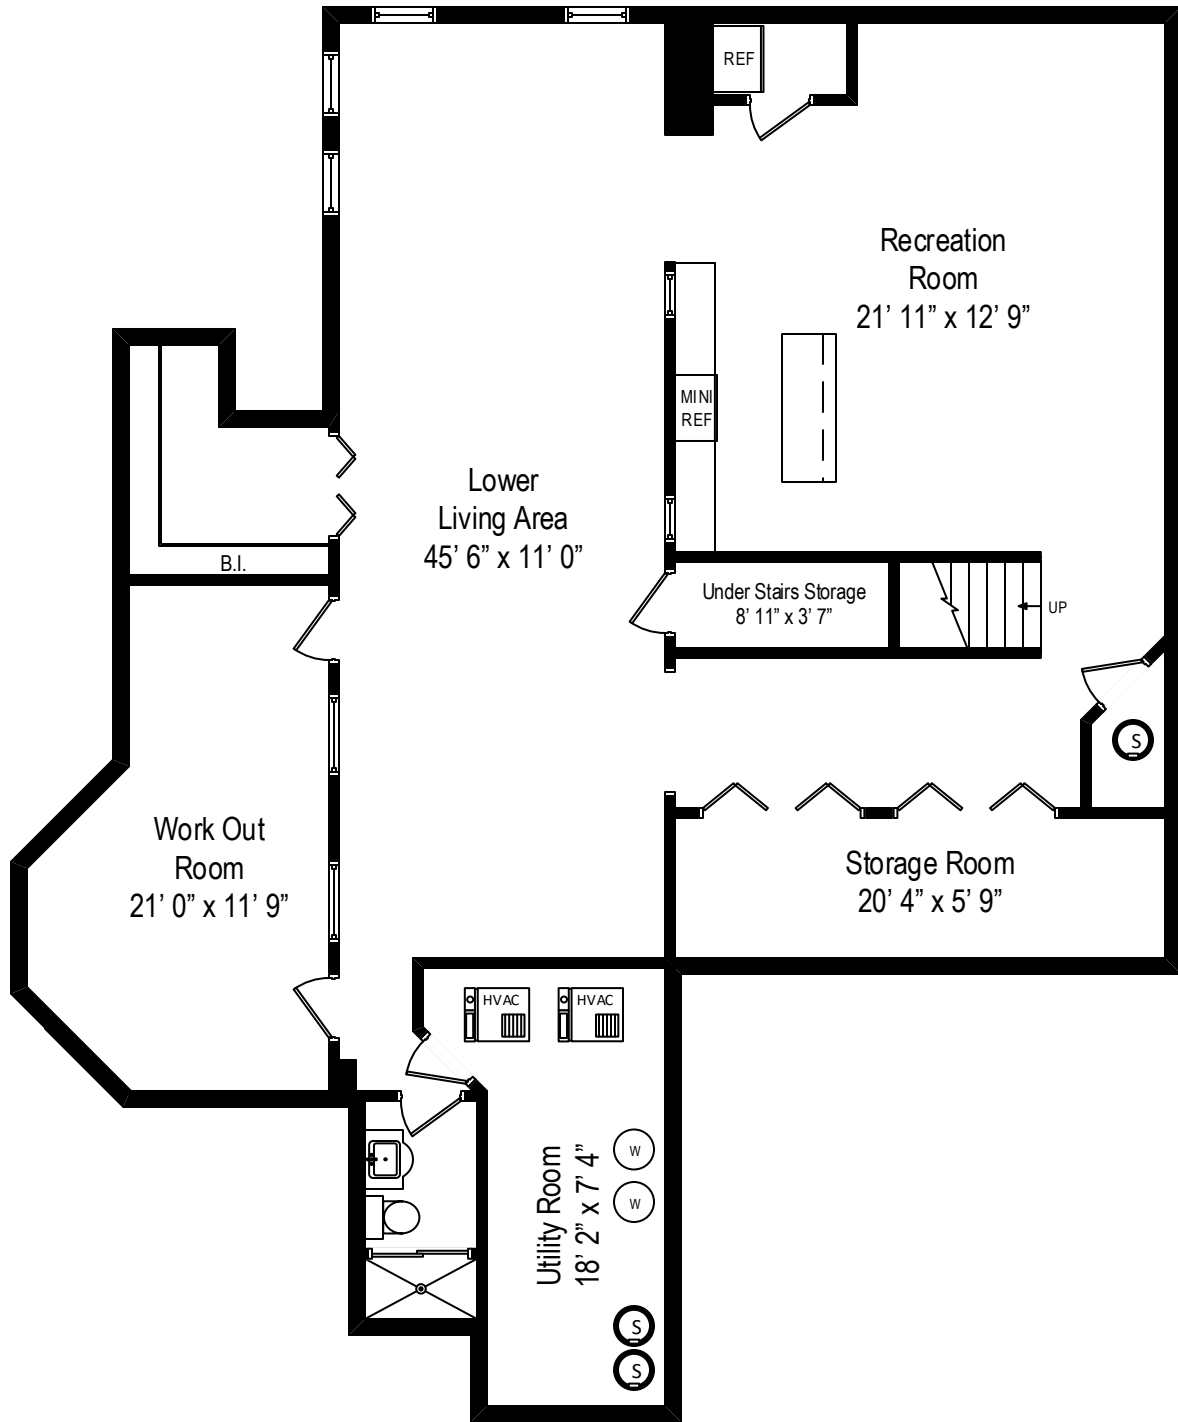 REF
Recreation
Room
21’ 11” x 12’ 9”
MINI
REF
Lower
Living Area
45’ 6” x 11’ 0”
B.I.
Under Stairs Storage
8’ 11” x 3’ 7”
UP
S
Work Out
Room
21’ 0” x 11’ 9”
Storage Room
20’ 4” x 5’ 9”
HVAC
HVAC
Utility Room
18’ 2” x 7’ 4”
W
W
S
S